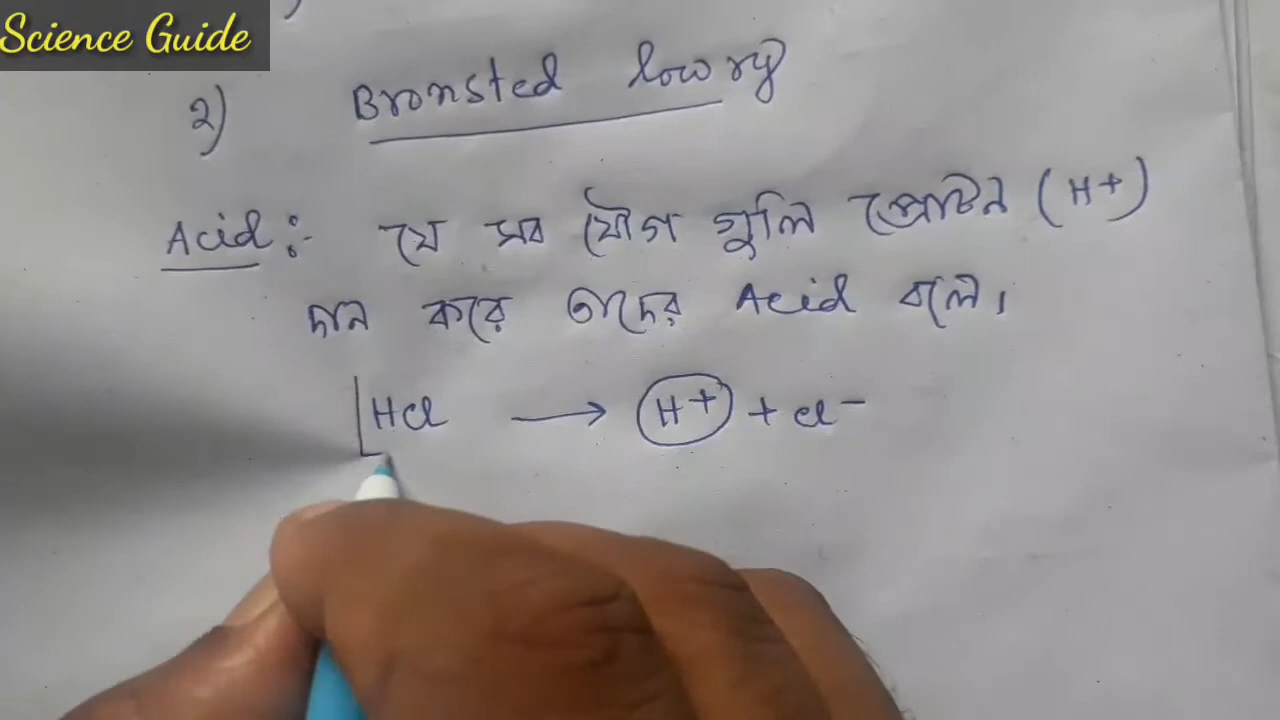 Science Guide
২) Bronsted lowry
Acid :- যে সব যৌগ গুলি প্রোটন (H+)
দান করে তাদের Acid বলে।
HCl → H+ + Cl-